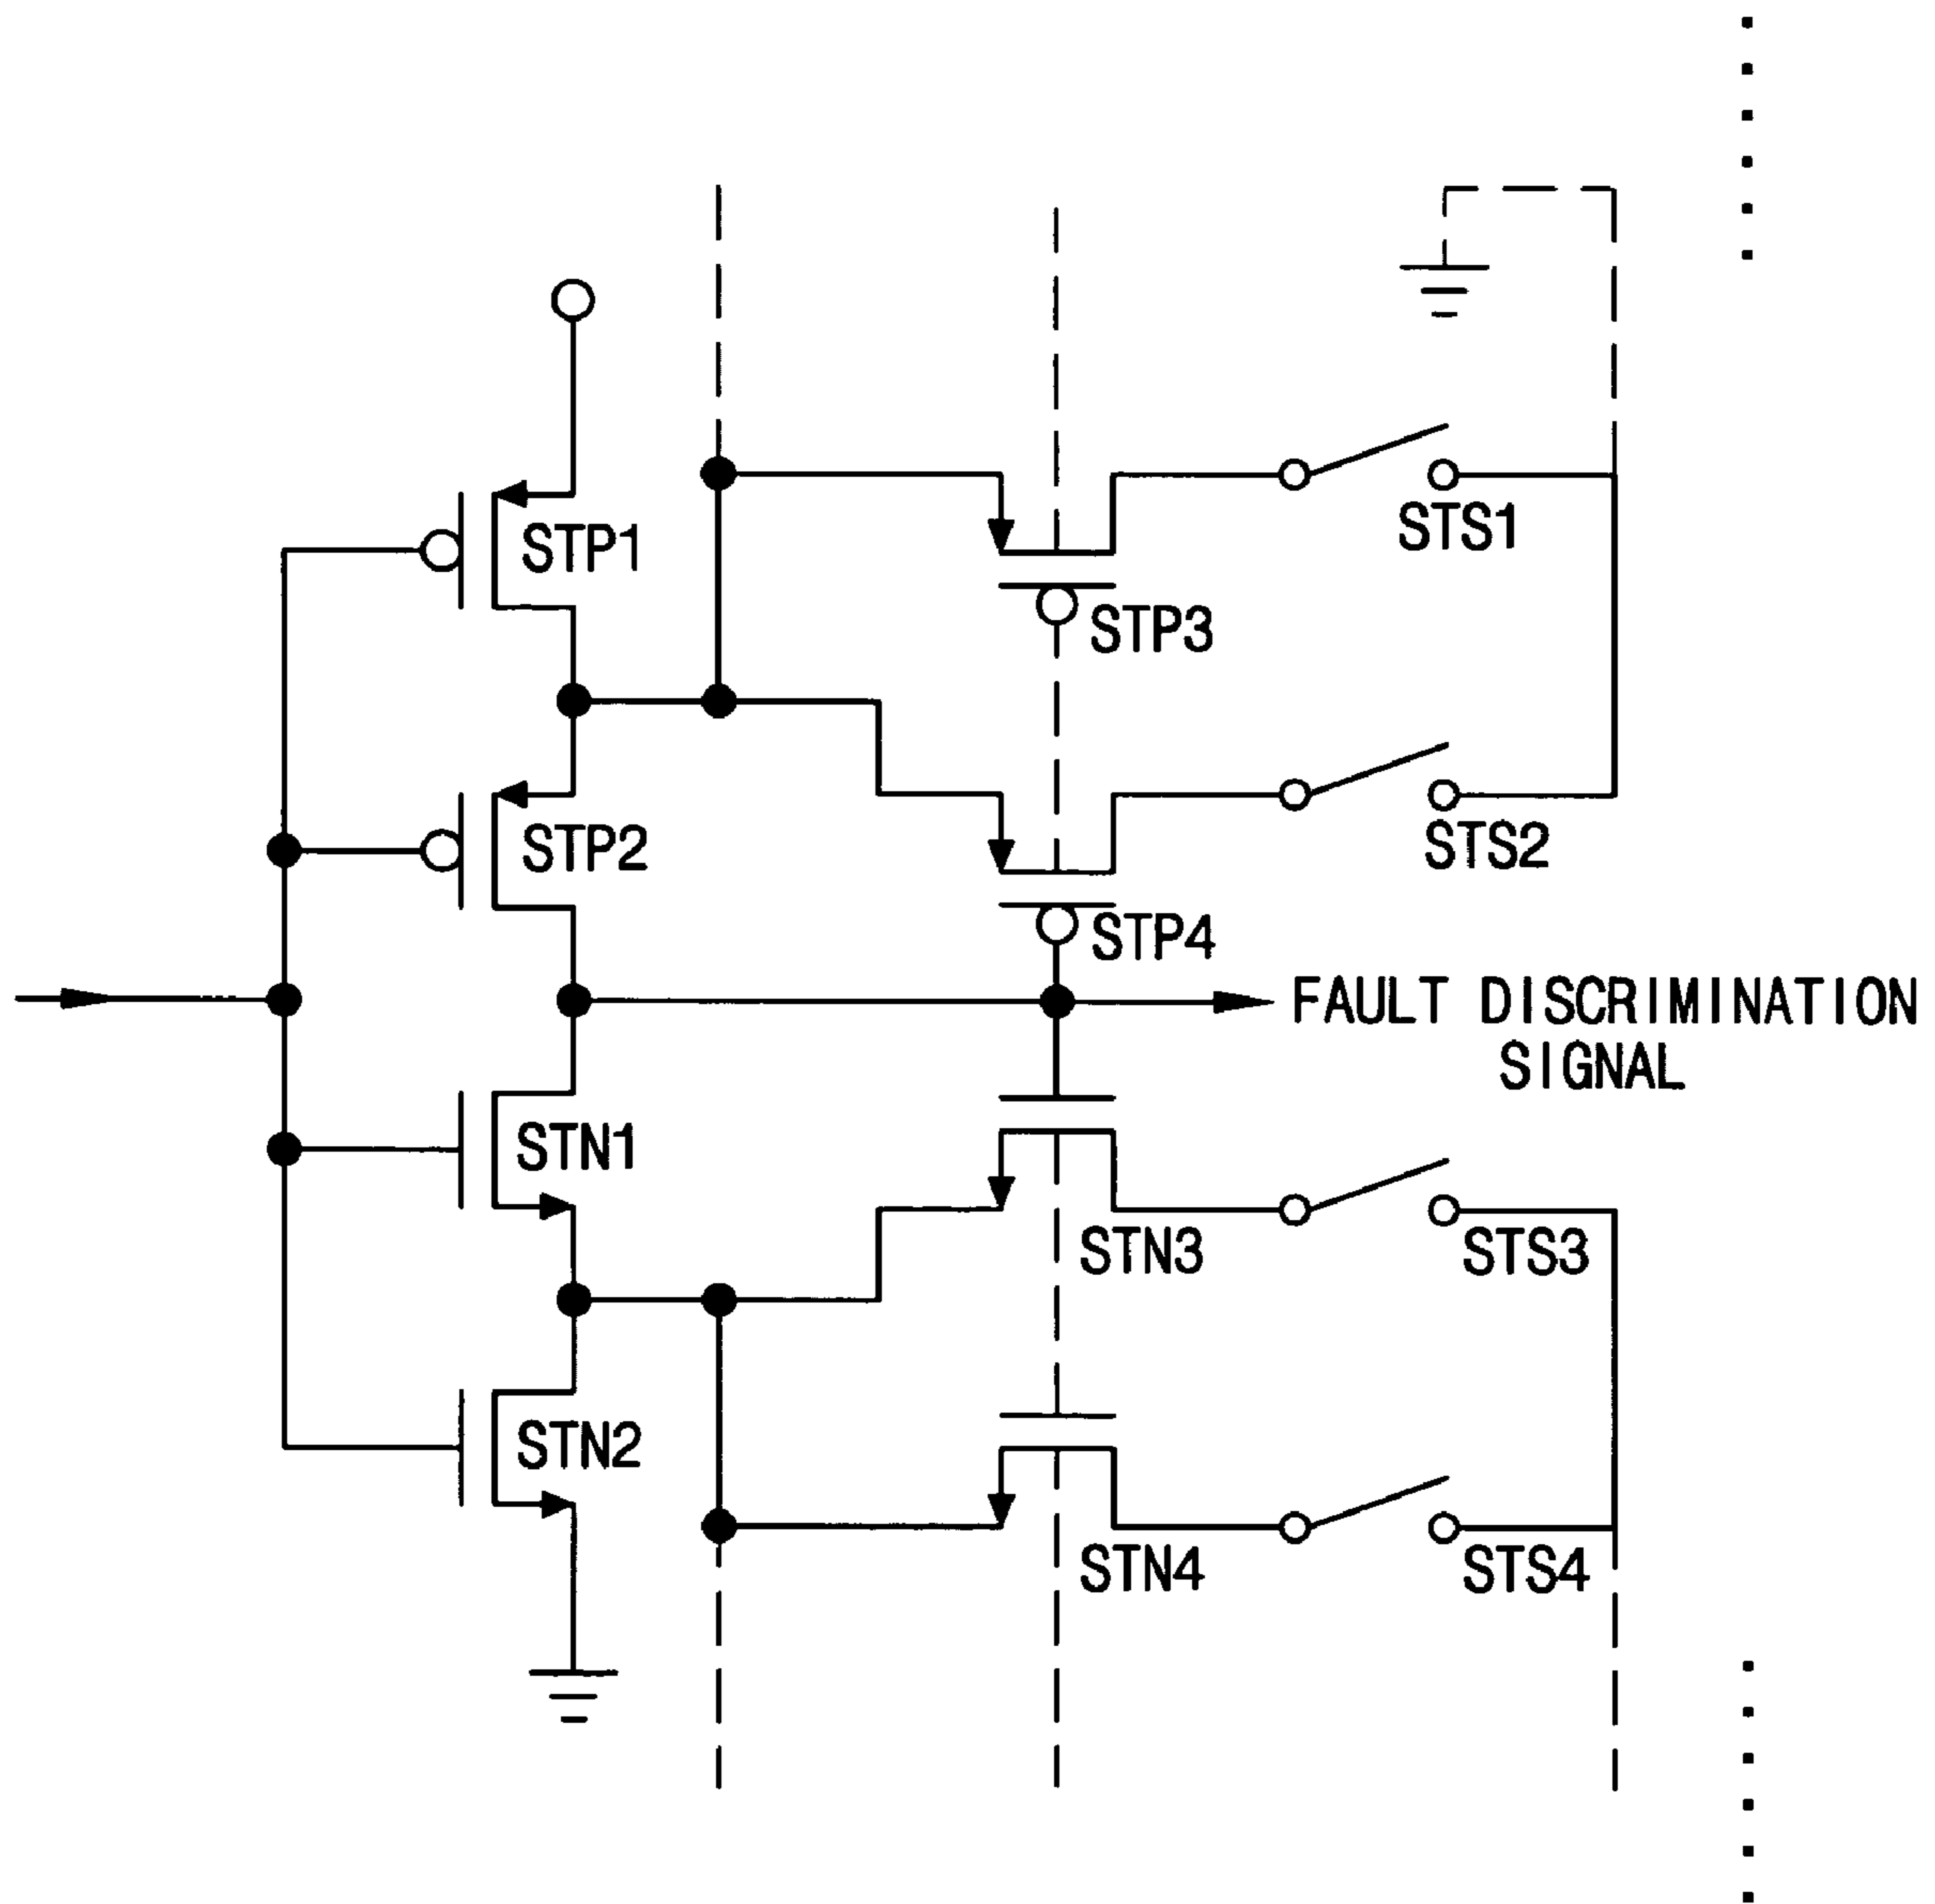 STS1
STP1
STP3
STS2
STP2
STP4
FAULT DISCRIMINATION
SIGNAL
STN1
STN3
STS3
STN2
STN4
STS4